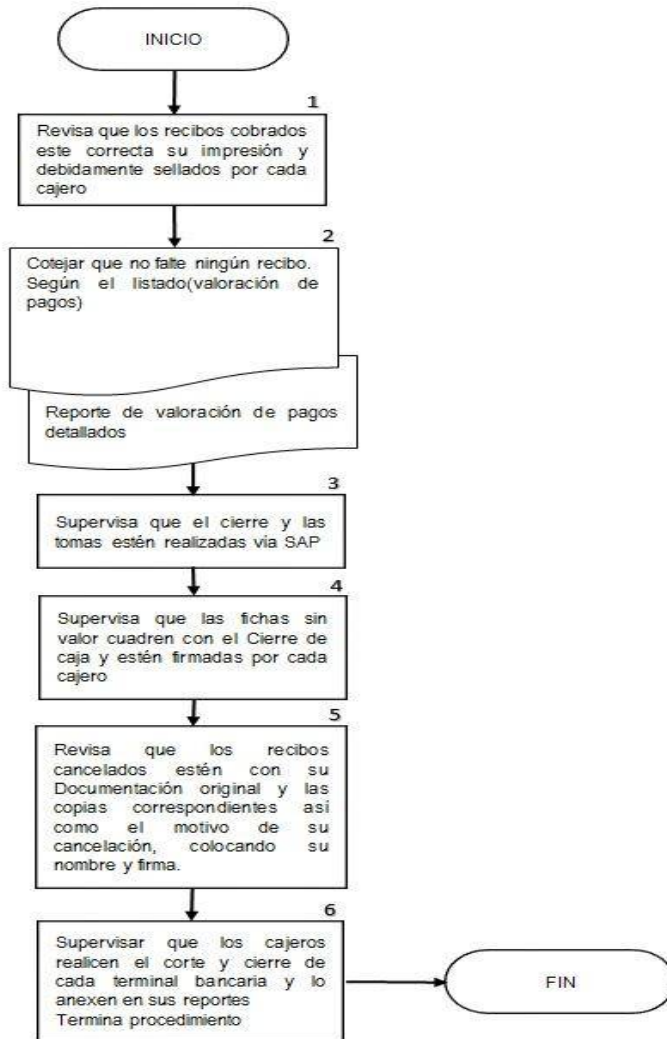 INICIO
1
Revisa que los recibos cobrados
este correcta su impresión y
debidamente sellados por cada
cajero
2
Cotejar que no falte ningún recibo.
Según el listado(valoración de
pagos)
Reporte de valoración de pagos
detallados
3
Supervisa que el cierre y las
tomas estén realizadas vía SAP
4
Supervisa que las fichas sin
valor cuadren con el Cierre de
caja y estén firmadas por cada
cajero
5
Revisa que los recibos
cancelados estén con su
Documentación original y las
copias correspondientes así
como el motivo de su
cancelación, colocando su
nombre y firma.
6
Supervisar que los cajeros
realicen el corte y cierre de
cada terminal bancaria y lo
anexen en sus reportes
Termina procedimiento
FIN